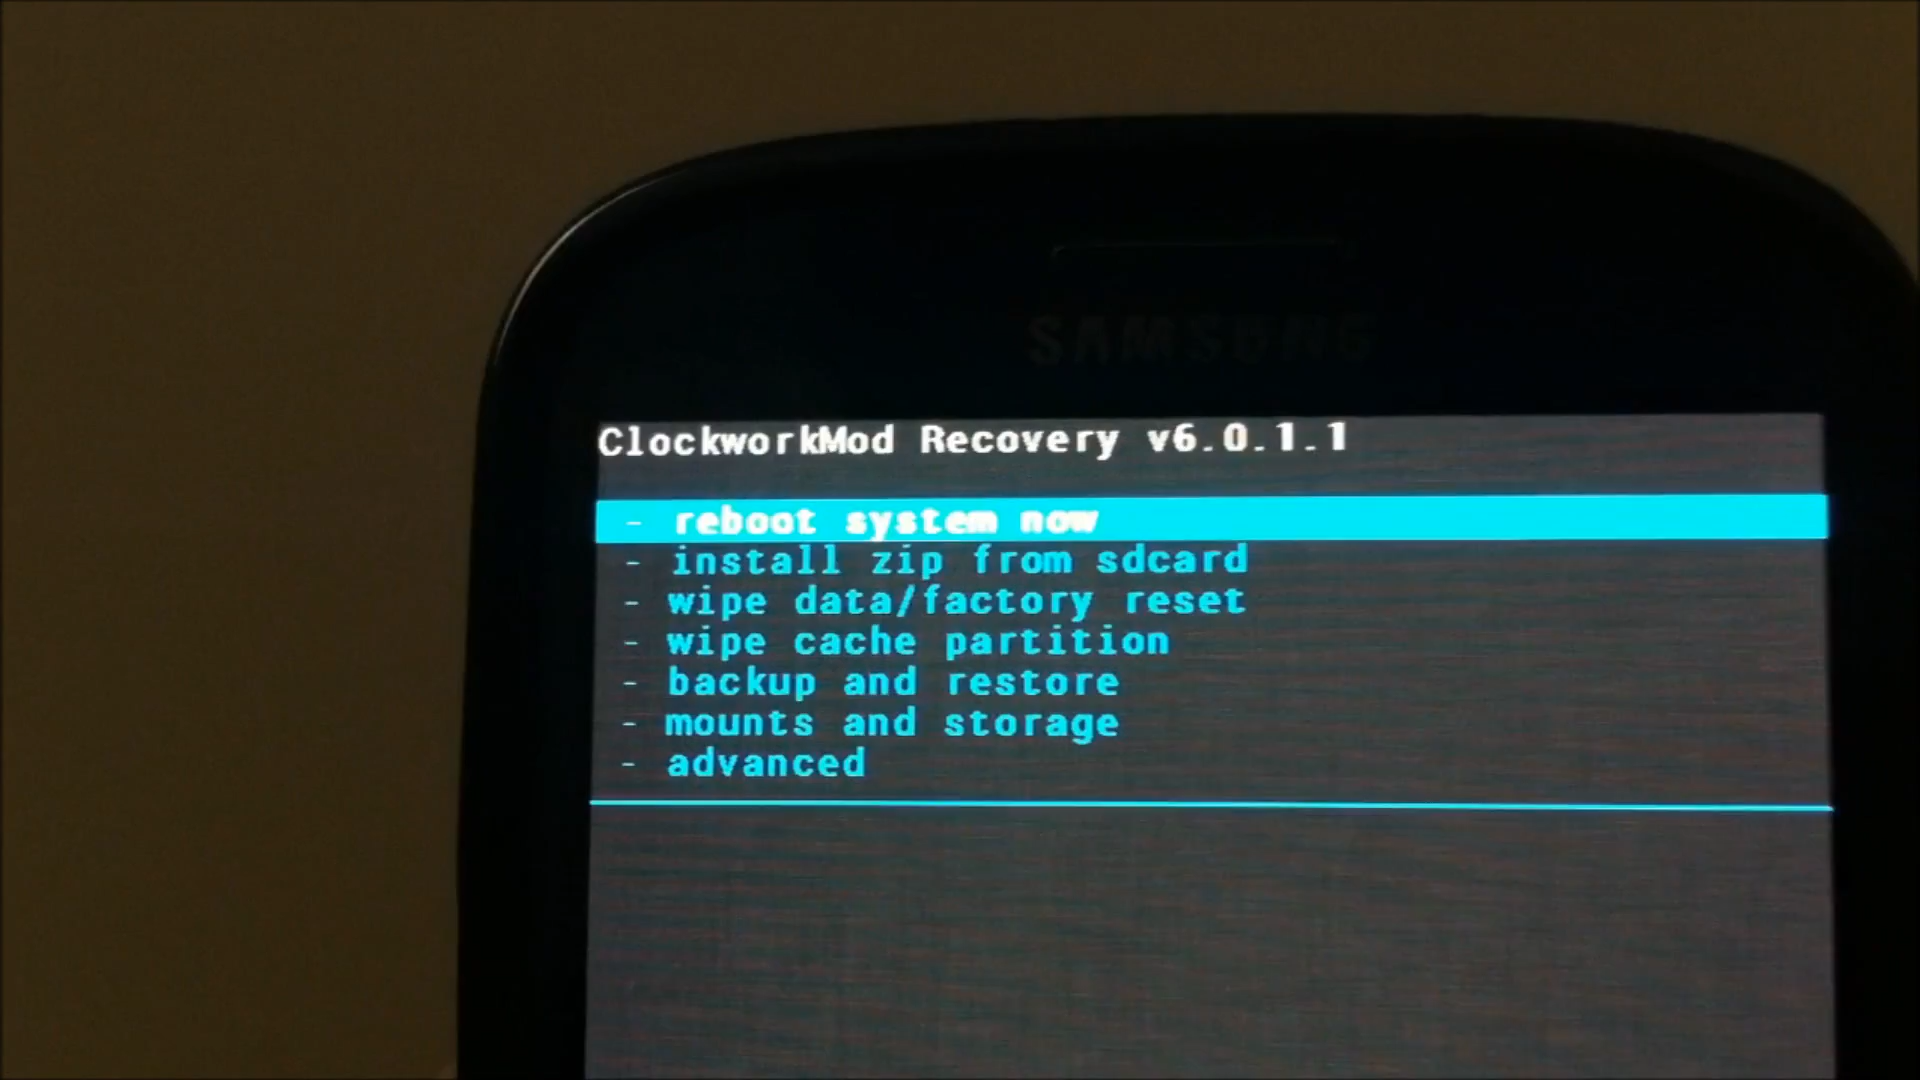 SAMSUNG
ClockworkMod Recovery v6.0.1.1
- reboot system now
- install zip from sdcard
- wipe data/factory reset
- wipe cache partition
- backup and restore
- mounts and storage
- advanced